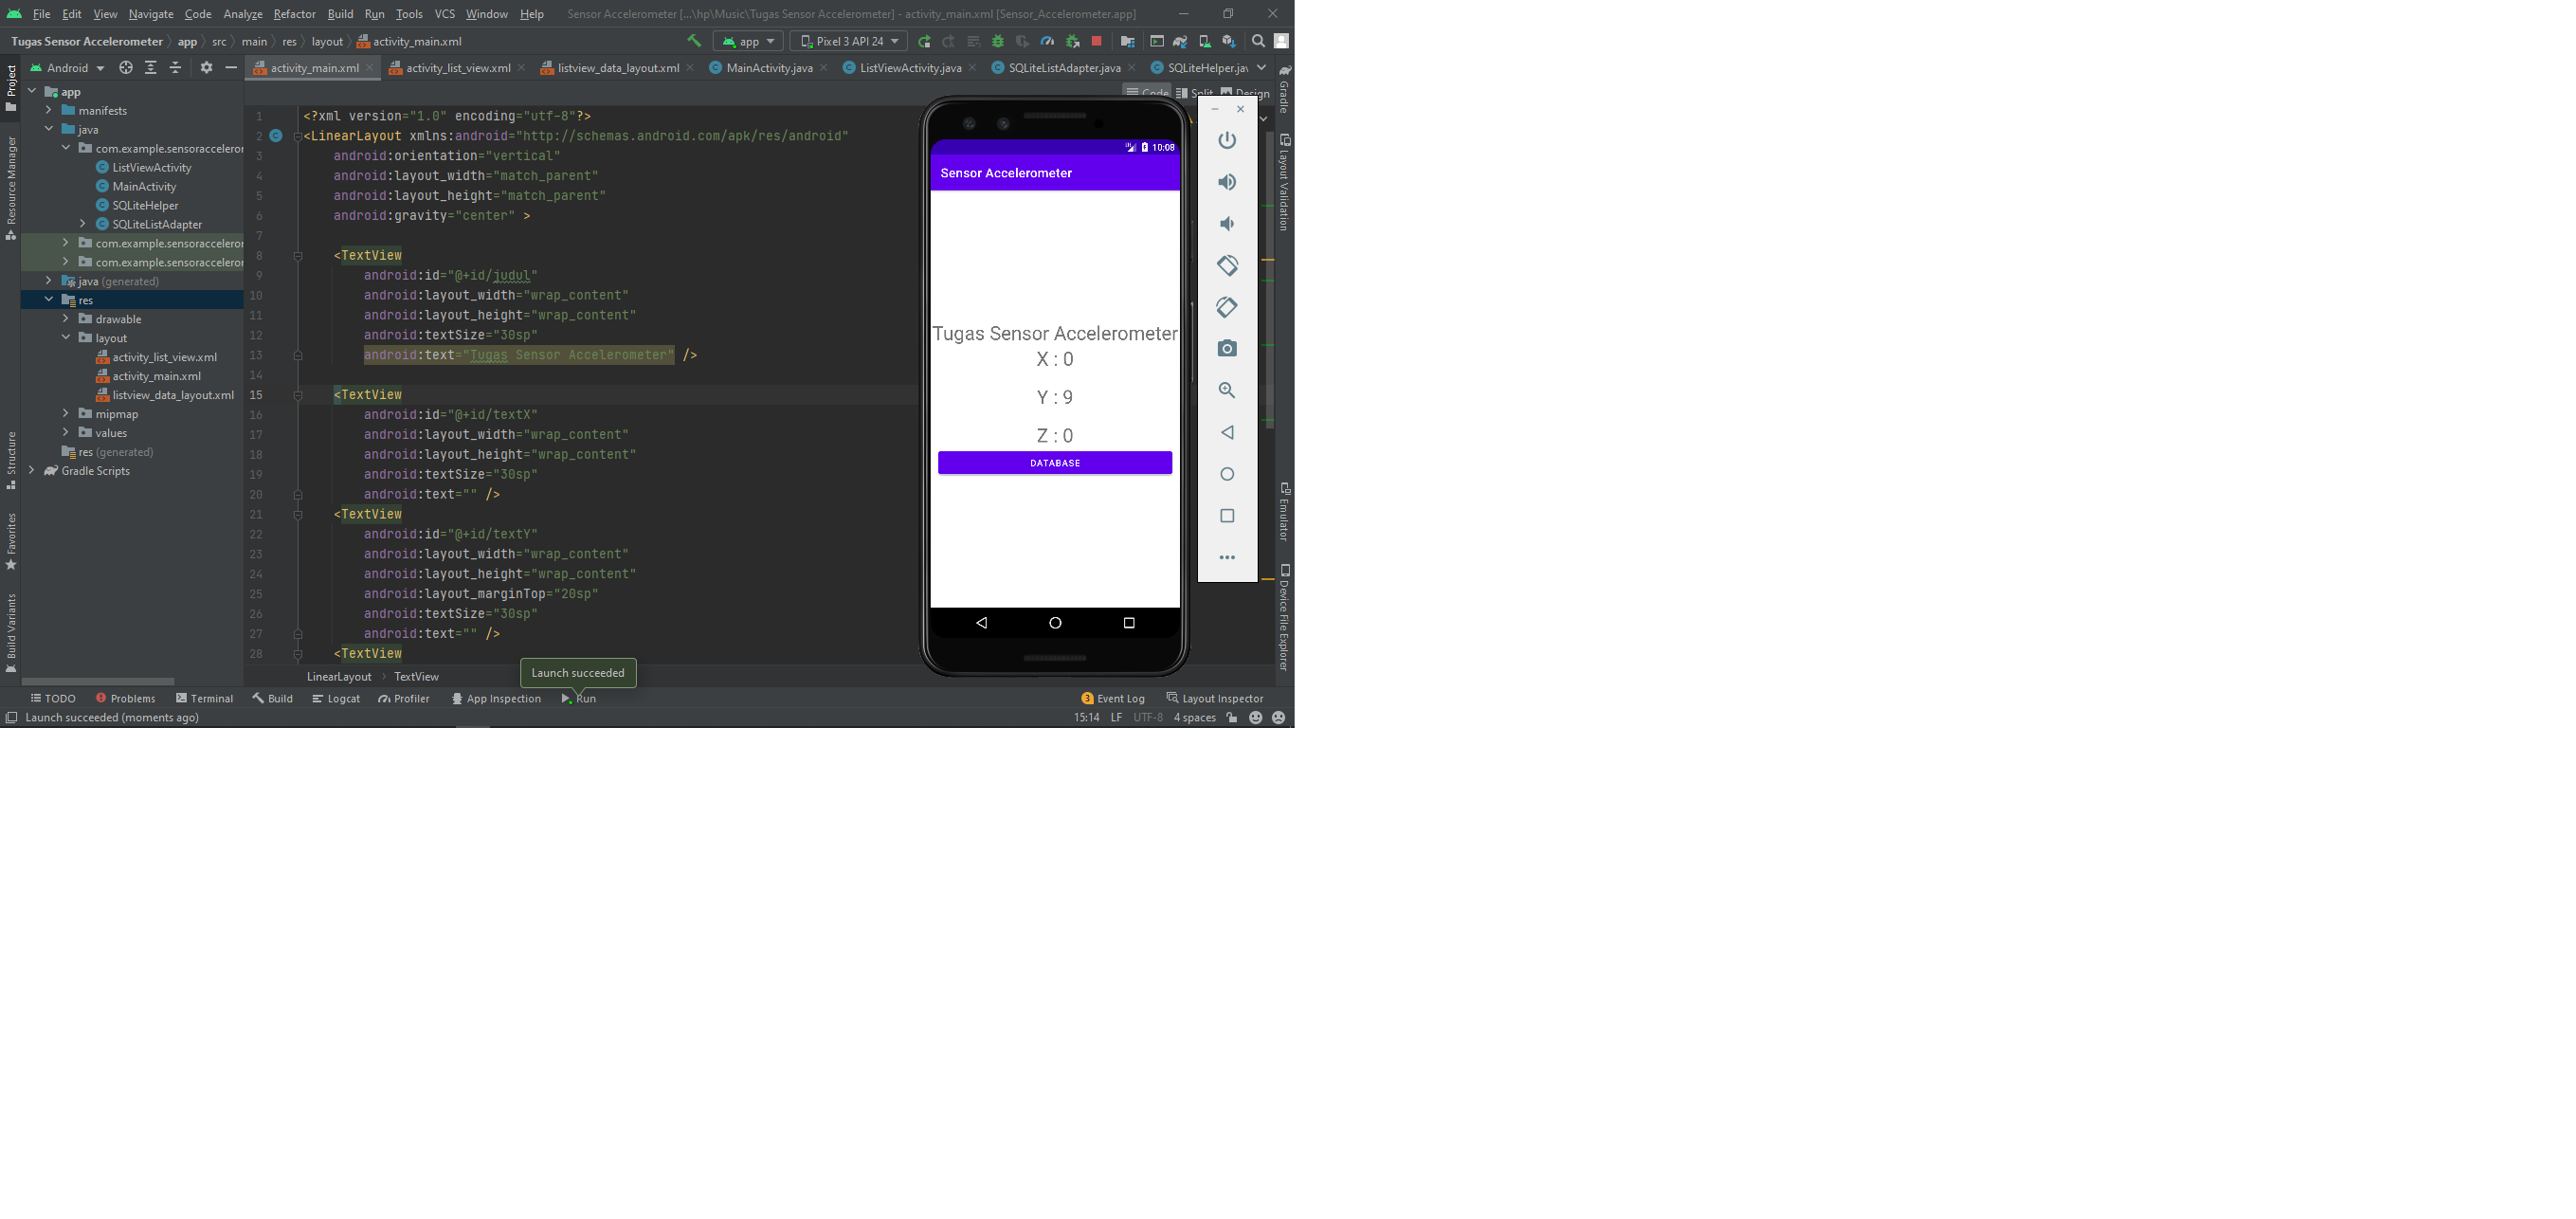 File Edit View Navigate Code Analyze Refactor Build Run Tools VCS Window Help Sensor Accelerometer [...\hp\Music\Tugas Sensor Accelerometer] - activity_main.xml [Sensor_Accelerometer.app]
Tugas Sensor Accelerometer app src main res layout activity_main.xml app Pixel 3 API 24
Android activity_main.xml activity_list_view.xml listview_data_layout.xml MainActivity.java ListViewActivity.java SQLiteListAdapter.java SQLiteHelper.jav
Code Split Design
Project
Resource Manager
Structure
Favorites
Build Variants
app
manifests
java
com.example.sensoracceleror
ListViewActivity
MainActivity
SQLiteHelper
SQLiteListAdapter
com.example.sensoracceleror
com.example.sensoracceleror
java (generated)
res
drawable
layout
activity_list_view.xml
activity_main.xml
listview_data_layout.xml
mipmap
values
res (generated)
Gradle Scripts
1 <?xml version="1.0" encoding="utf-8"?>
2 <LinearLayout xmlns:android="http://schemas.android.com/apk/res/android"
3 android:orientation="vertical"
4 android:layout_width="match_parent"
5 android:layout_height="match_parent"
6 android:gravity="center" >
7
8 <TextView
9 android:id="@+id/judul"
10 android:layout_width="wrap_content"
11 android:layout_height="wrap_content"
12 android:textSize="30sp"
13 android:text="Tugas Sensor Accelerometer" />
14
15 <TextView
16 android:id="@+id/textX"
17 android:layout_width="wrap_content"
18 android:layout_height="wrap_content"
19 android:textSize="30sp"
20 android:text="" />
21 <TextView
22 android:id="@+id/textY"
23 android:layout_width="wrap_content"
24 android:layout_height="wrap_content"
25 android:layout_marginTop="20sp"
26 android:textSize="30sp"
27 android:text="" />
28 <TextView
LinearLayout TextView
10:08
Sensor Accelerometer
Tugas Sensor Accelerometer
X : 0
Y : 9
Z : 0
DATABASE
Gradle
Layout Validation
Emulator
Device File Explorer
Launch succeeded
TODO Problems Terminal Build Logcat Profiler App Inspection Run 3 Event Log Layout Inspector
Launch succeeded (moments ago) 15:14 LF UTF-8 4 spaces